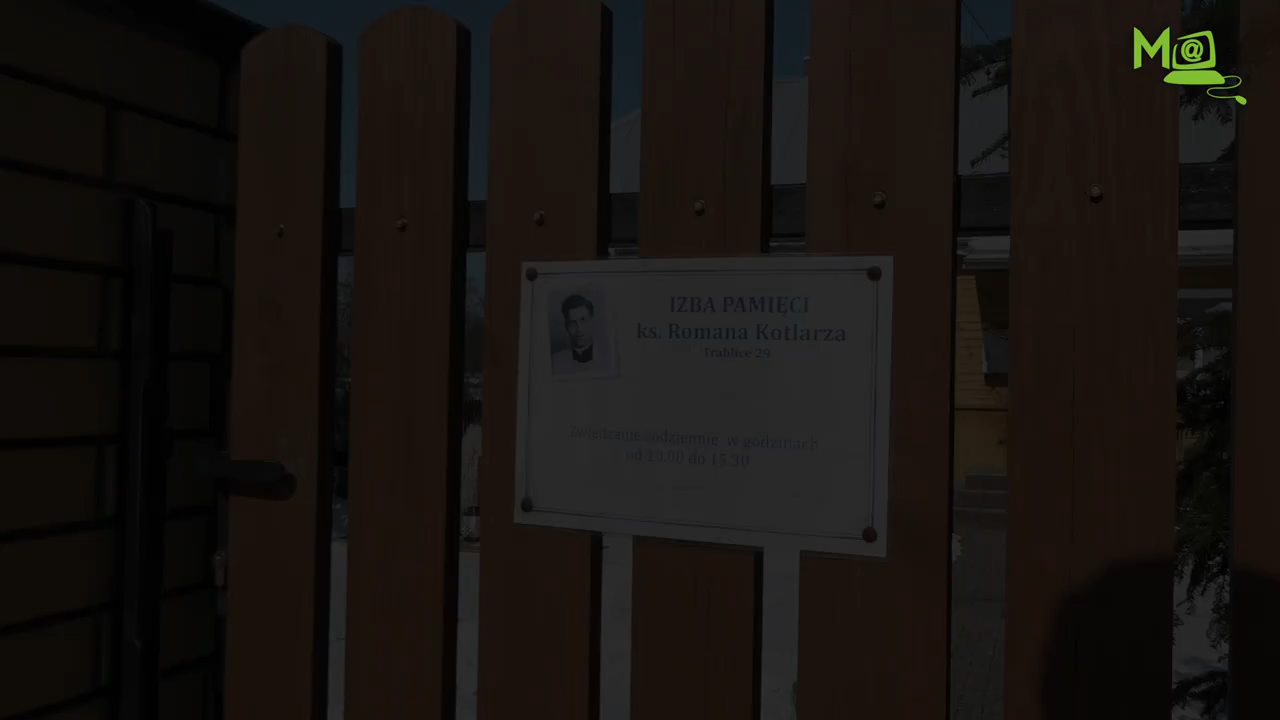 M@
IZBA PAMIĘCI
ks. Romana Kotlarza
Trablice 29
Zwiedzanie codziennie w godzinach
od 10.00 do 15.30